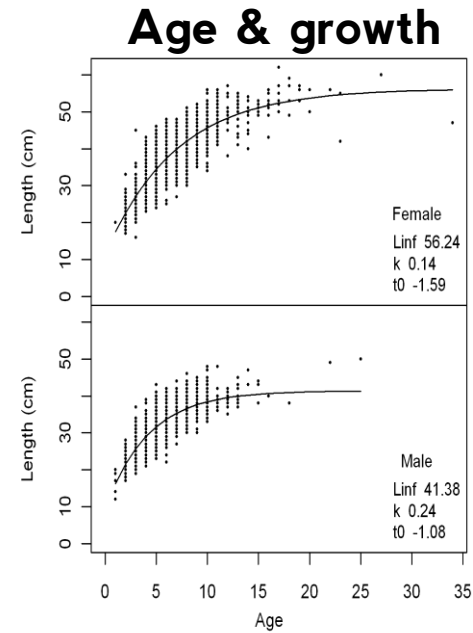 Age & growth
Length (cm)
50
30
10
0
Female
Linf 56.24
k 0.14
t0 -1.59
Length (cm)
50
30
10
0
Male
Linf 41.38
k 0.24
t0 -1.08
0 5 10 15 20 25 30 35
Age